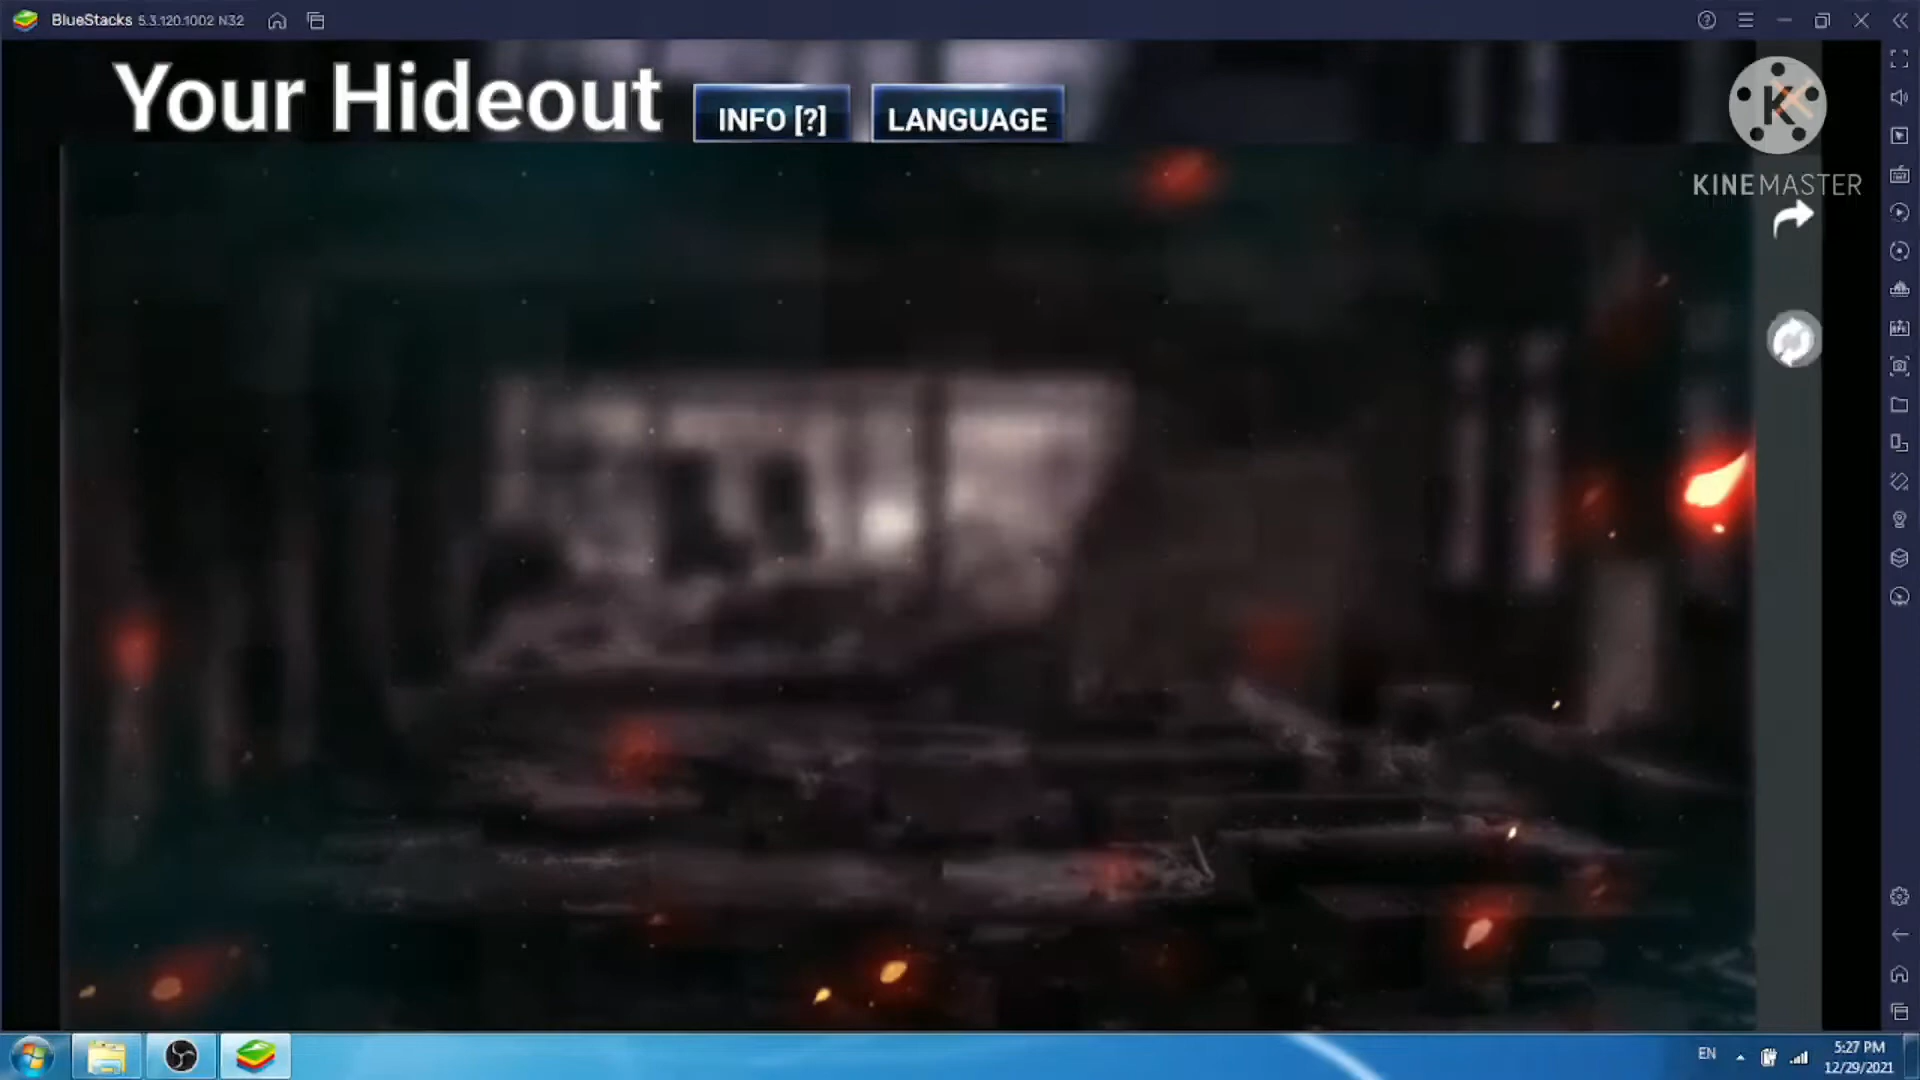 BlueStacks 5.3.120.1002 N32
Your Hideout
INFO [?]
LANGUAGE
K
KINEMASTER
EN
5:27 PM
12/29/2021